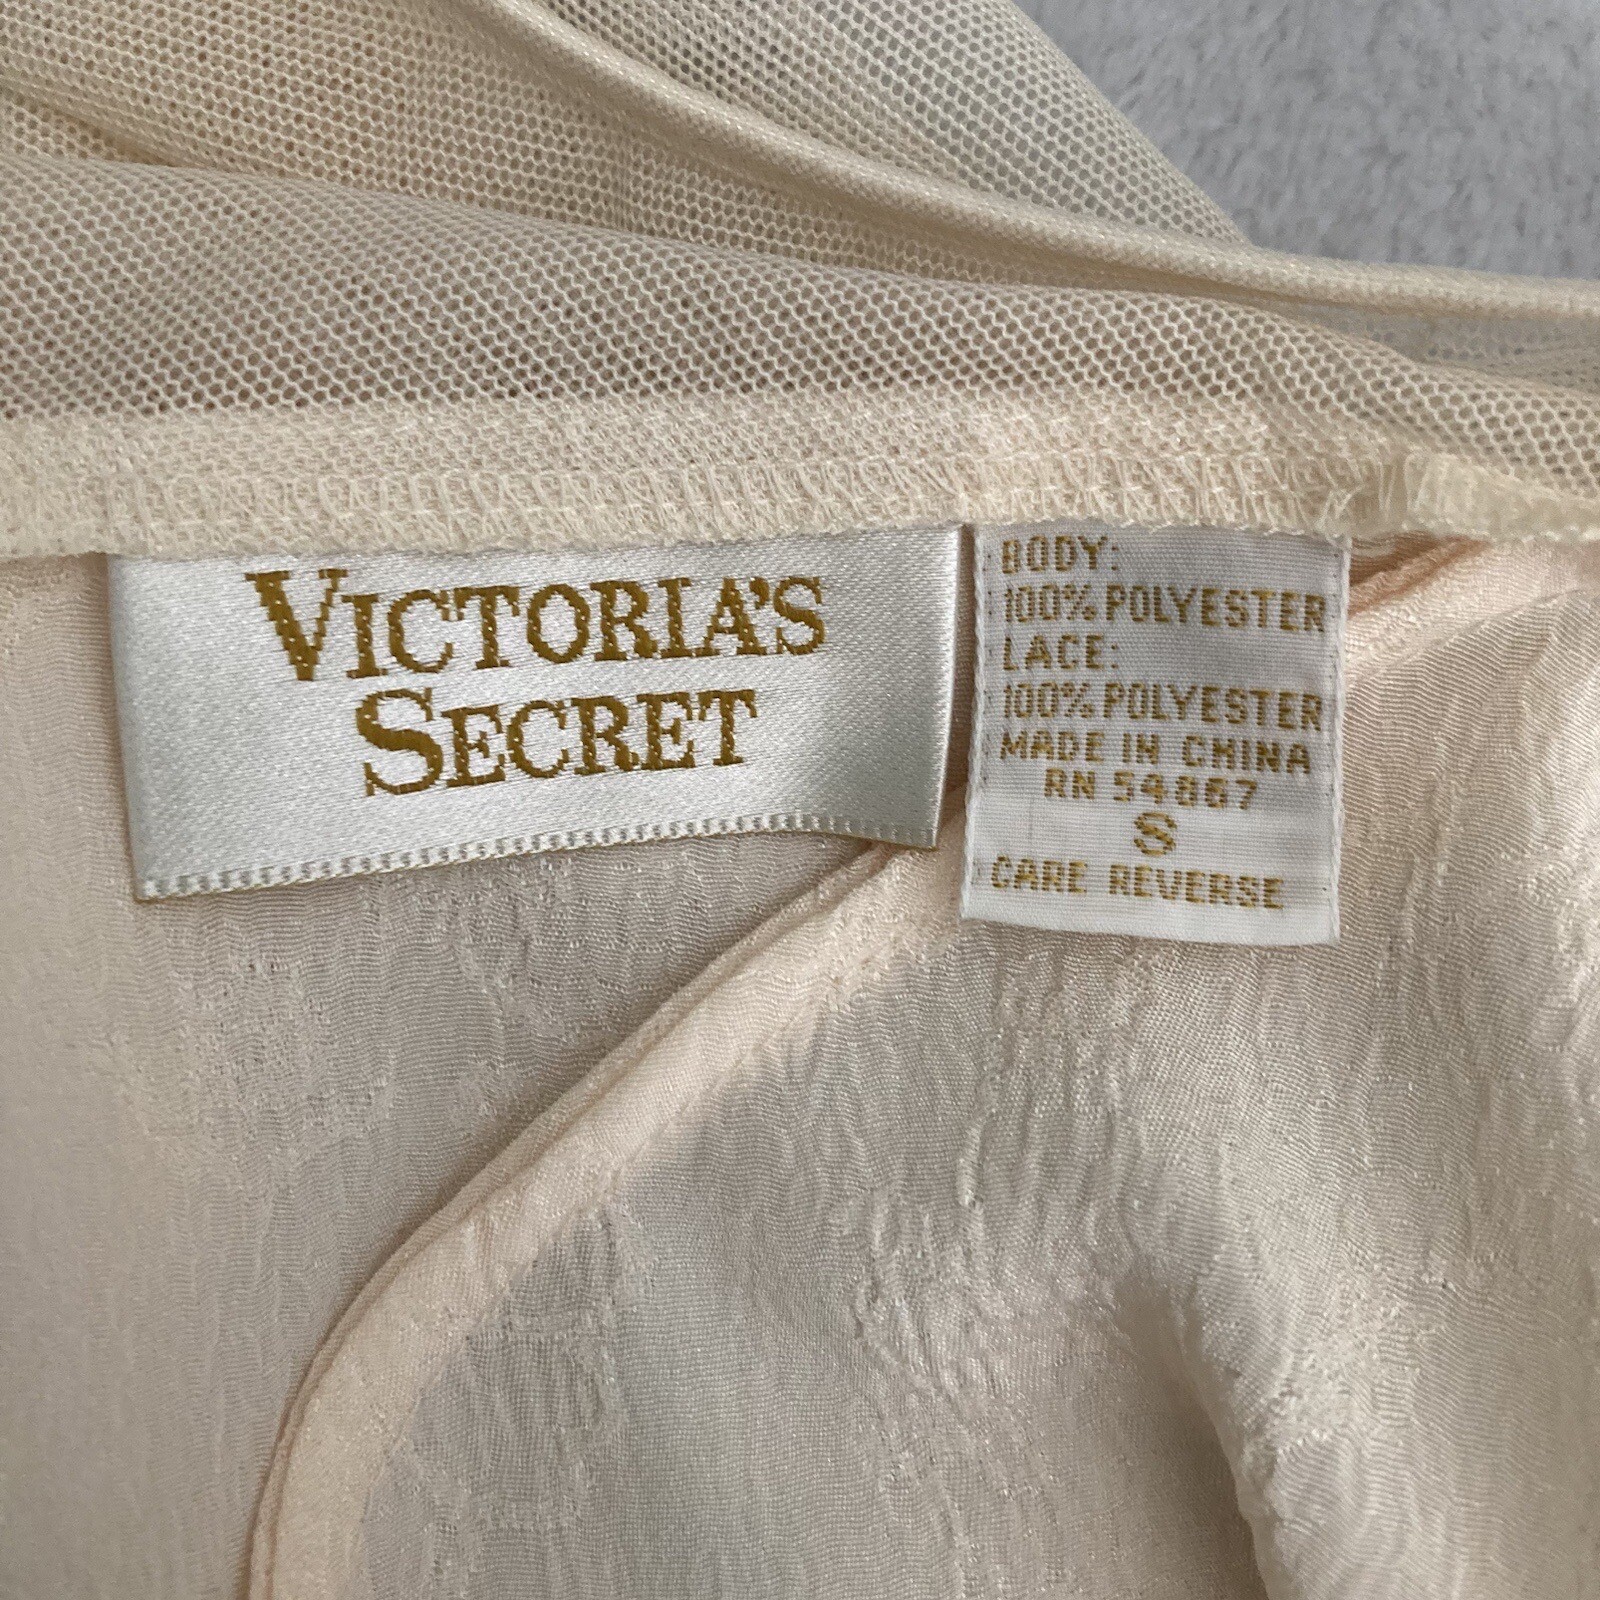 VICTORIA'S
SECRET
BODY:
100% POLYESTER
LACE:
100% POLYESTER
MADE IN CHINA
RN 54867
S
CARE REVERSE